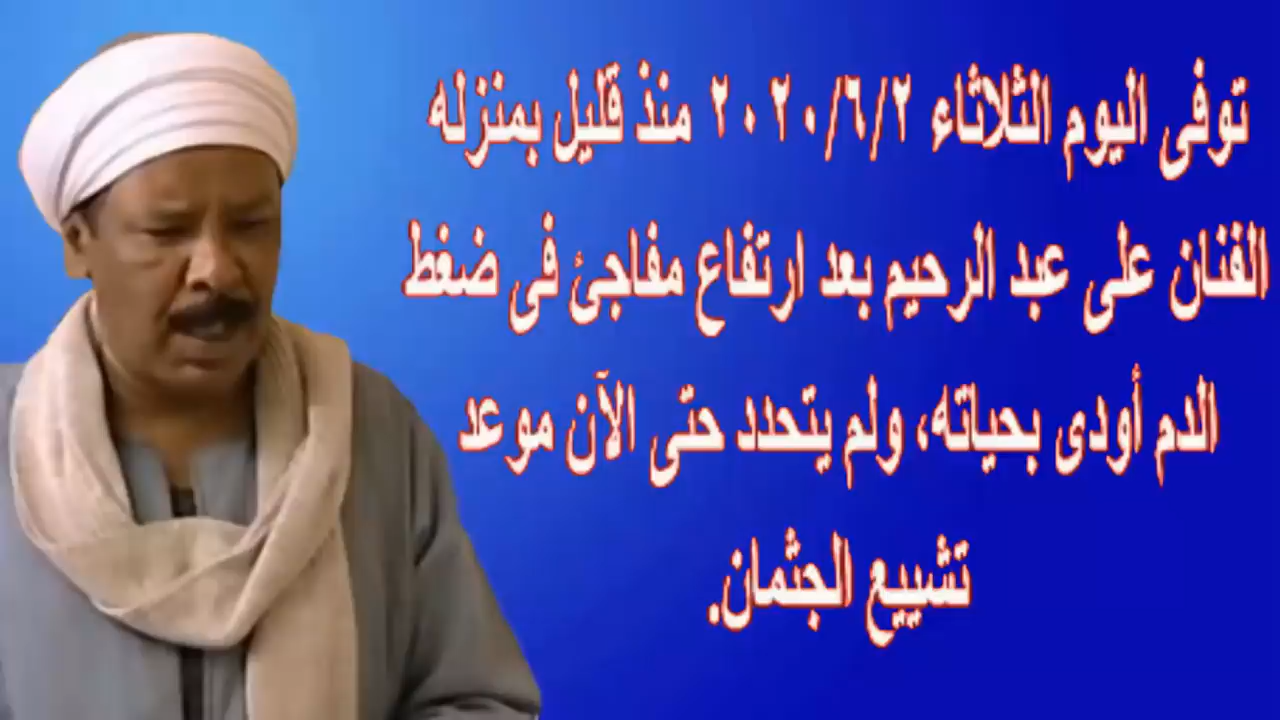 توفى اليوم الثلاثاء ٢٠٢٠/٦/٢ منذ قليل بمنزله
الفنان على عبد الرحيم بعد ارتفاع مفاجئ فى ضغط
الدم أودى بحياته، ولم يتحدد حتى الآن موعد
تشييع الجثمان.